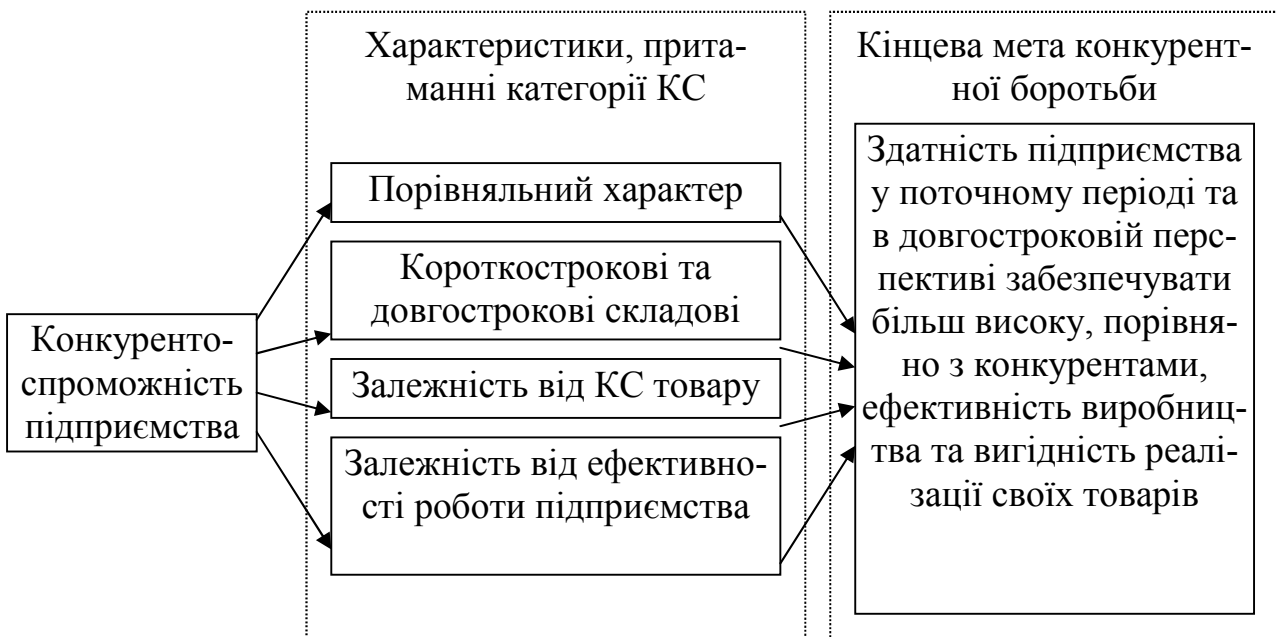 Характеристики, прита-
манні категорії КС
Порівняльний характер
Короткострокові та
довгострокові складові
Залежність від КС товару
Залежність від ефективно-
сті роботи підприємства
Конкуренто-
спроможність
підприємства
Кінцева мета конкурент-
ної боротьби
Здатність підприємства
у поточному періоді та
в довгостроковій перс-
пективі забезпечувати
більш високу, порівня-
но з конкурентами,
ефективність виробниц-
тва та вигідність реалі-
зації своїх товарів